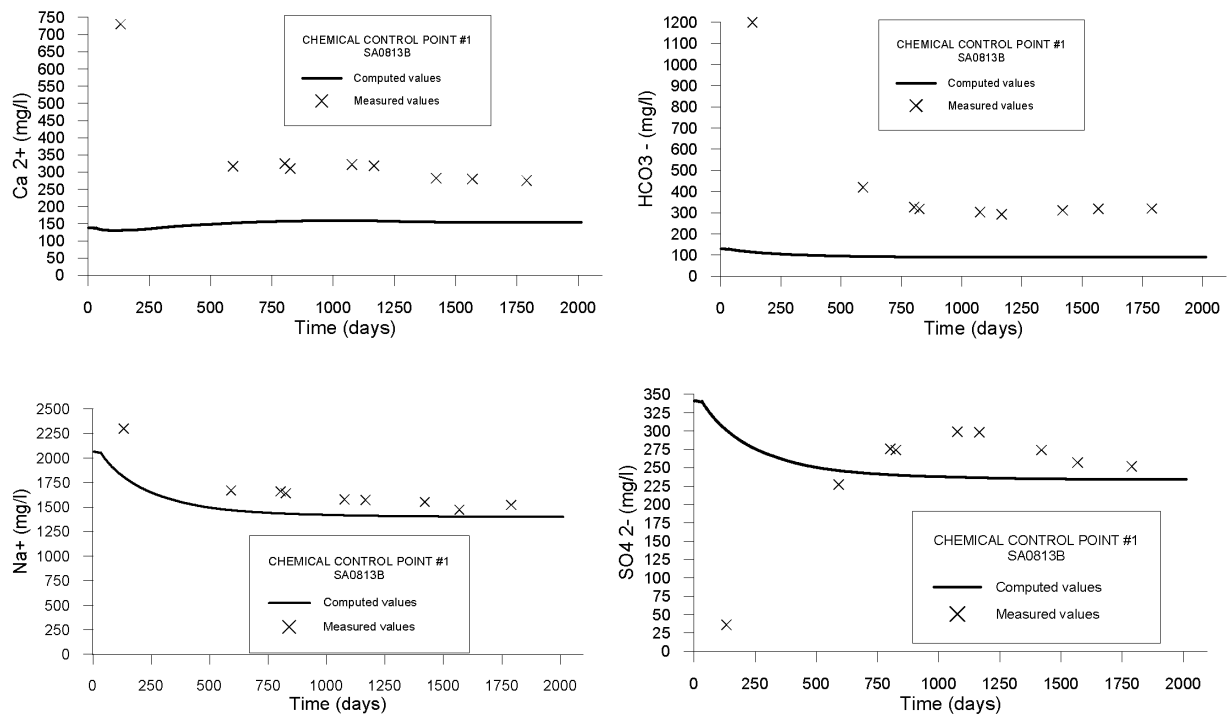 Ca 2+ (mg/l)
750
700
650
600
550
500
450
400
350
300
250
200
150
100
50
0
CHEMICAL CONTROL POINT #1
SA0813B
Computed values
Measured values
0 250 500 750 1000 1250 1500 1750 2000
Time (days)
HCO3 - (mg/l)
1200
1100
1000
900
800
700
600
500
400
300
200
100
0
CHEMICAL CONTROL POINT #1
SA0813B
Computed values
Measured values
0 250 500 750 1000 1250 1500 1750 2000
Time (days)
Na+ (mg/l)
2500
2250
2000
1750
1500
1250
1000
750
500
250
0
CHEMICAL CONTROL POINT #1
SA0813B
Computed values
Measured values
0 250 500 750 1000 1250 1500 1750 2000
Time (days)
SO4 2- (mg/l)
350
325
300
275
250
225
200
175
150
125
100
75
50
25
0
CHEMICAL CONTROL POINT #1
SA0813B
Computed values
Measured values
0 250 500 750 1000 1250 1500 1750 2000
Time (days)